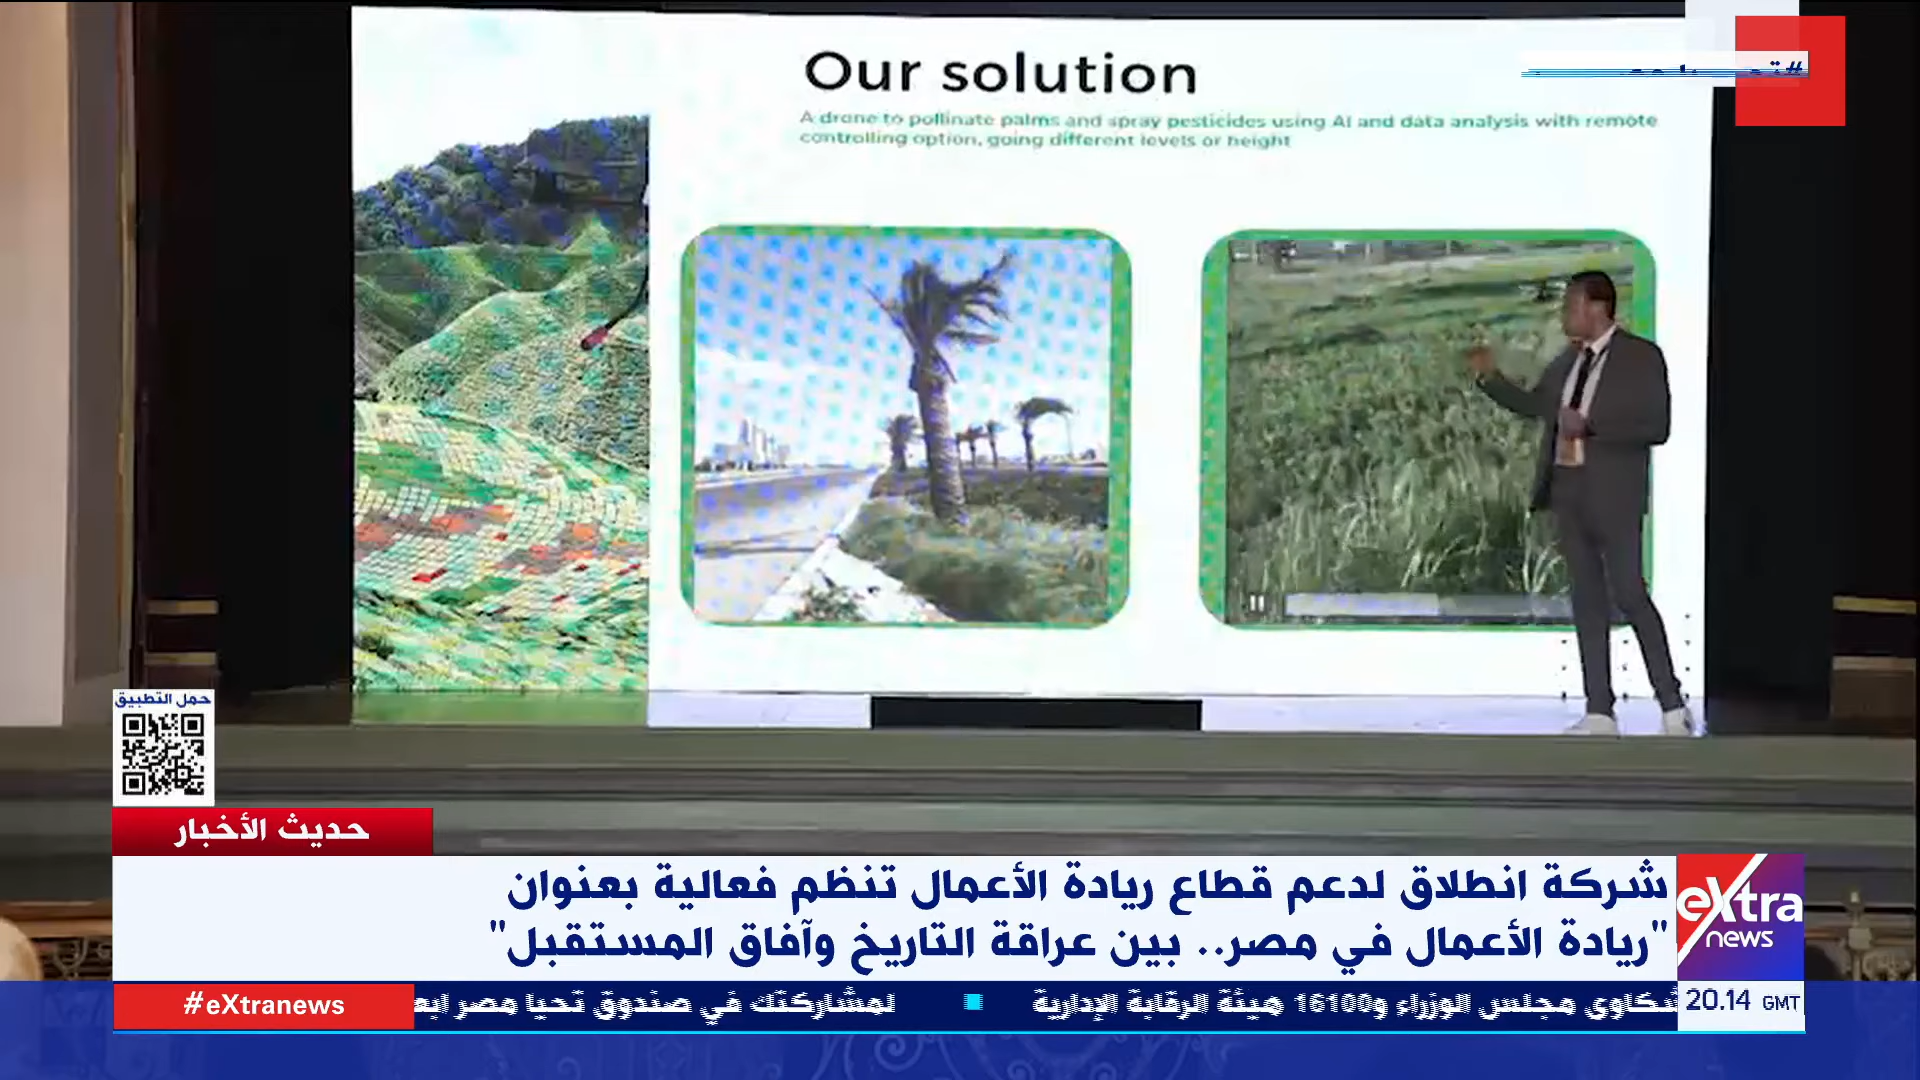 Our solution
A drone to pollinate palms and spray pesticides using AI and data analysis with remote
controlling option, going different levels or height
حمل التطبيق
حديث الأخبار
شركة انطلاق لدعم قطاع ريادة الأعمال تنظم فعالية بعنوان
"ريادة الأعمال في مصر.. بين عراقة التاريخ وآفاق المستقبل"
eXtra
news
#eXtranews
شكاوى مجلس الوزراء و16100 هيئة الرقابة الإدارية
لمشاركتك في صندوق تحيا مصر
20.14 GMT